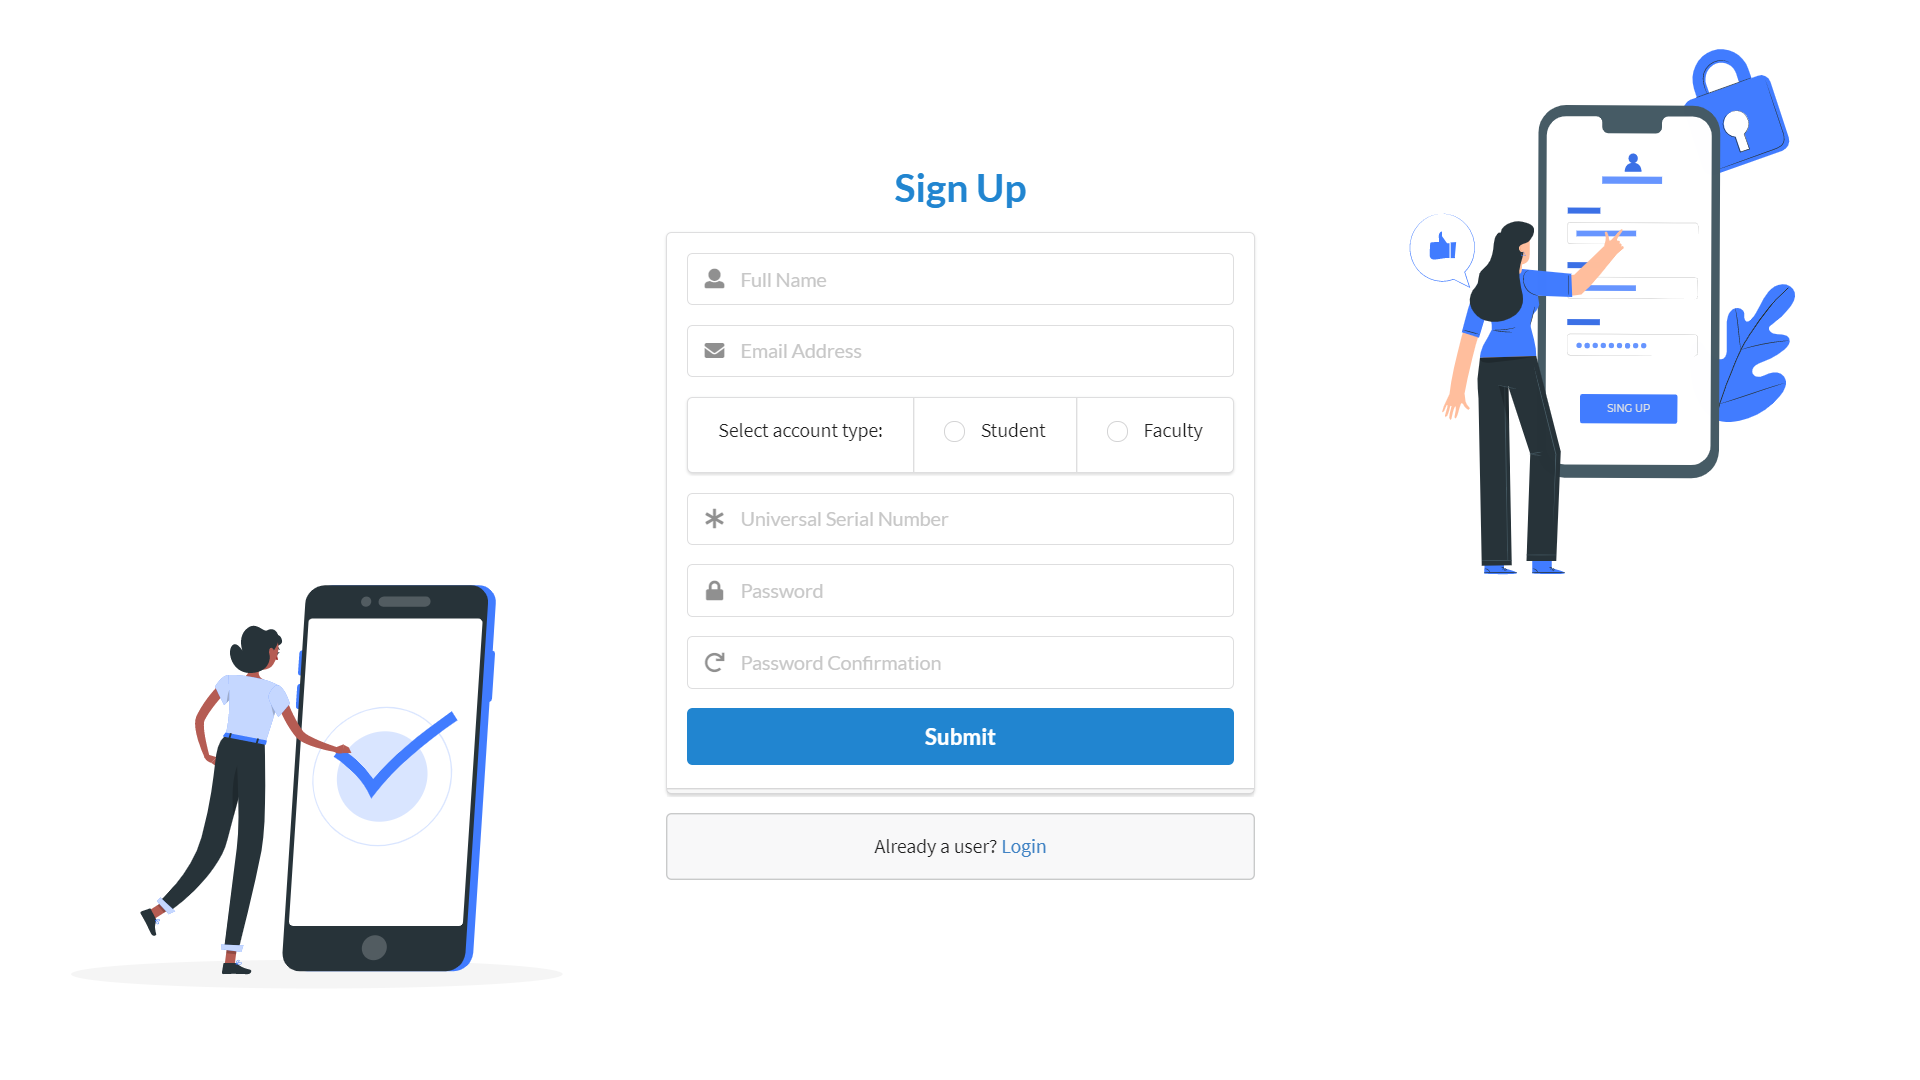 Sign Up
Full Name
Email Address
Select account type: Student Faculty
Universal Serial Number
Password
Password Confirmation
Submit
Already a user? Login
SING UP